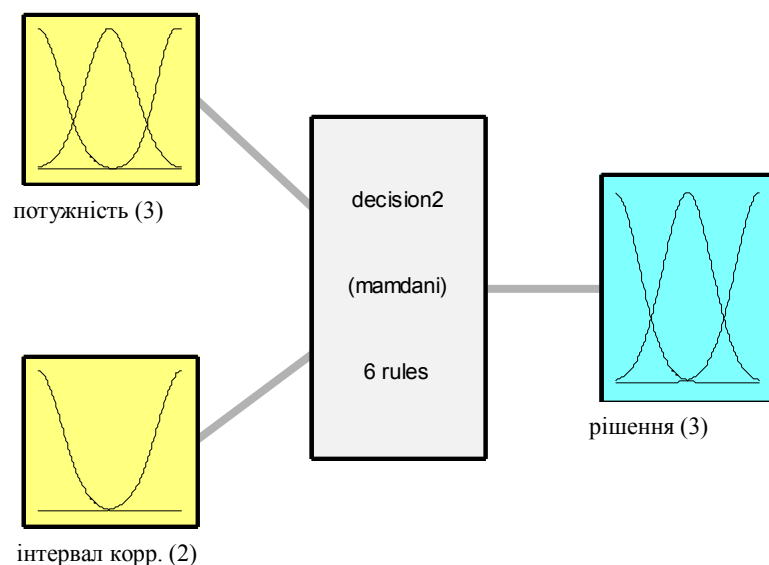 потужність (3)
decision2
(mamdani)
6 rules
рішення (3)
інтервал корр. (2)